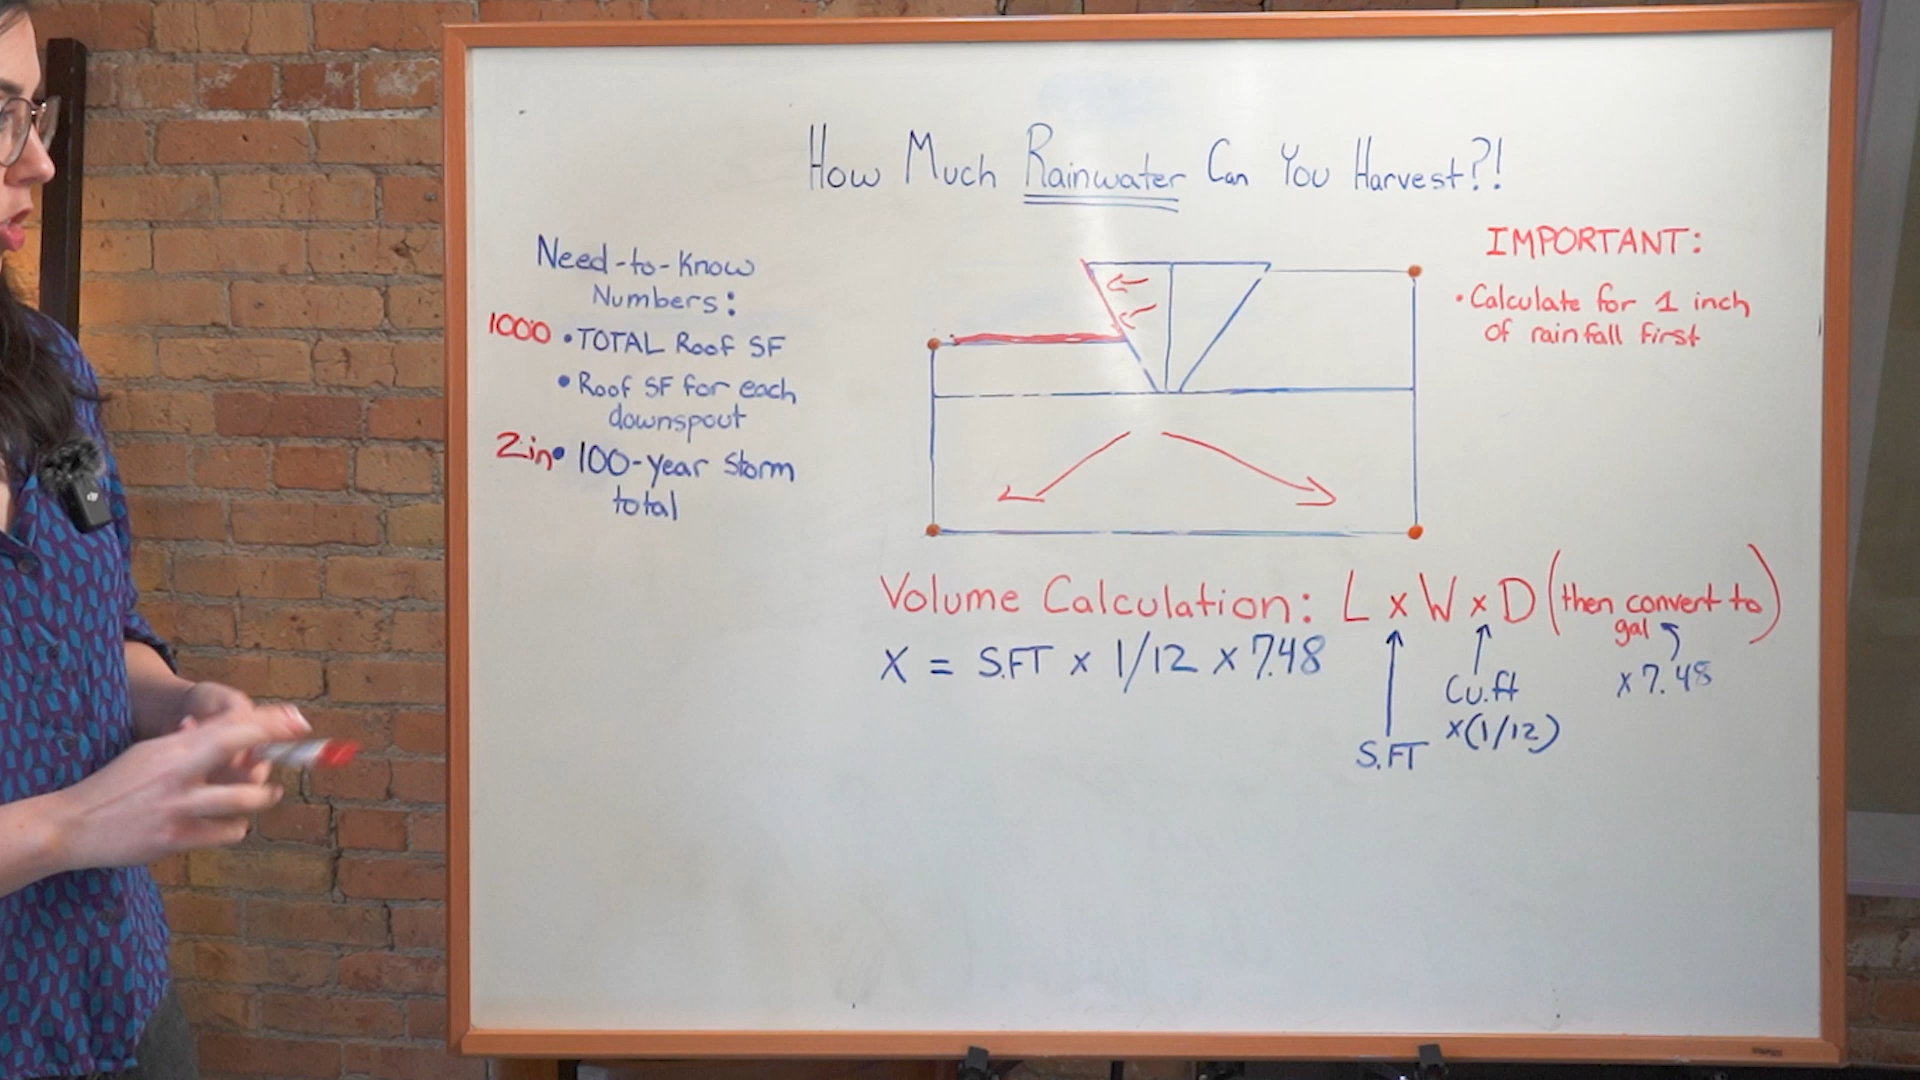 How Much Rainwater Can You Harvest?!
Need-to-Know
Numbers:
1000 • TOTAL Roof SF
• Roof SF for each
downspout
2in • 100-year storm
total
IMPORTANT:
• Calculate for 1 inch
of rainfall first
Volume Calculation: L x W x D (then convert to)
gal
X = S.FT x 1/12 x 7.48
Cu.ft
x(1/12)
x 7.48
S.FT